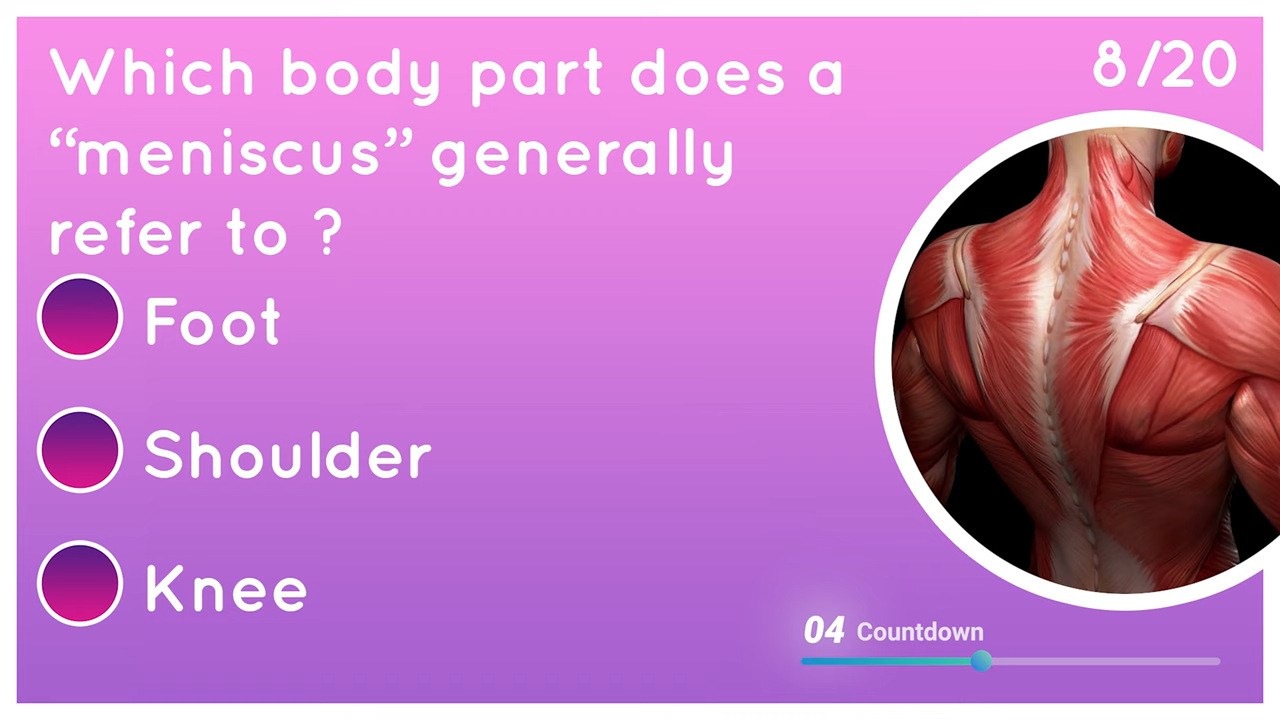 Which body part does a
8/20
“meniscus” generally
refer to ?
Foot
Shoulder
Knee
04 Countdown